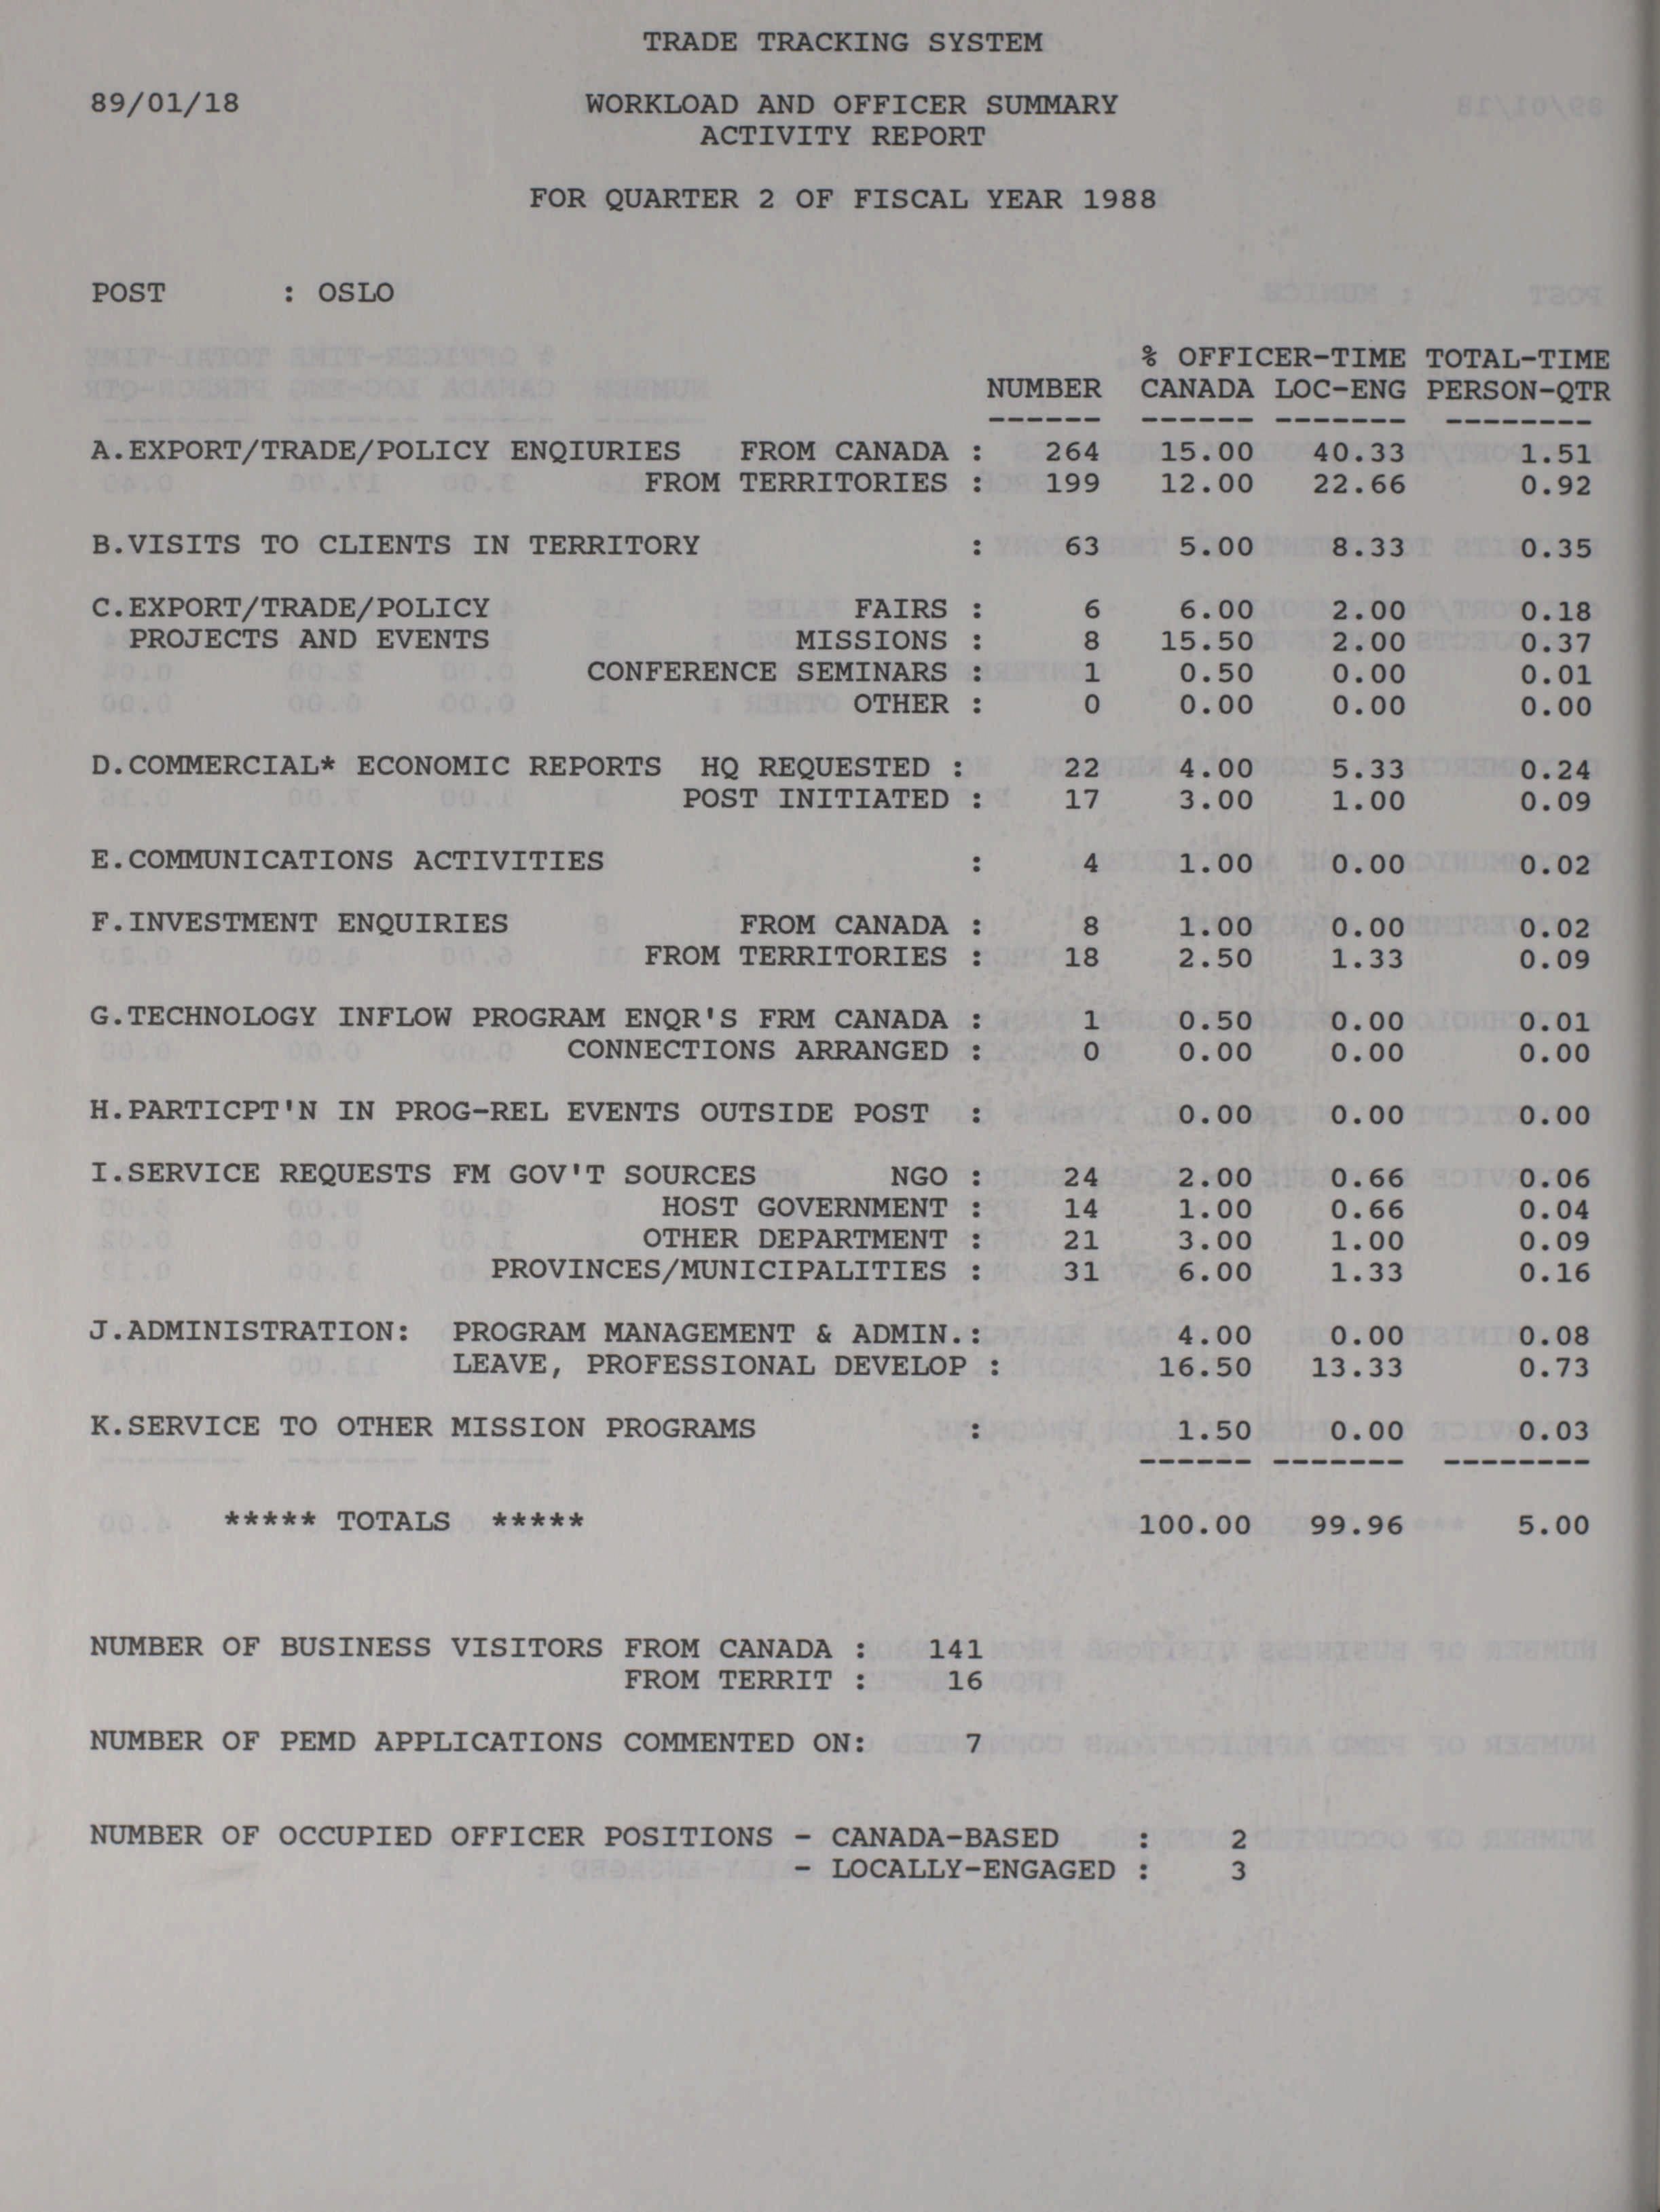 TRADE TRACKING SYSTEM
89/01/18 WORKLOAD AND OFFICER SUMMARY
ACTIVITY REPORT
FOR QUARTER 2 OF FISCAL YEAR 1988
POST : OSLO
% OFFICER-TIME TOTAL-TIME
NUMBER CANADA LOC-ENG PERSON-QTR
------ ------ ------- --------
A.EXPORT/TRADE/POLICY ENQIURIES FROM CANADA : 264 15.00 40.33 1.51
FROM TERRITORIES : 199 12.00 22.66 0.92
B.VISITS TO CLIENTS IN TERRITORY : 63 5.00 8.33 0.35
C.EXPORT/TRADE/POLICY FAIRS : 6 6.00 2.00 0.18
PROJECTS AND EVENTS MISSIONS : 8 15.50 2.00 0.37
CONFERENCE SEMINARS : 1 0.50 0.00 0.01
OTHER : 0 0.00 0.00 0.00
D.COMMERCIAL* ECONOMIC REPORTS HQ REQUESTED : 22 4.00 5.33 0.24
POST INITIATED : 17 3.00 1.00 0.09
E.COMMUNICATIONS ACTIVITIES : 4 1.00 0.00 0.02
F.INVESTMENT ENQUIRIES FROM CANADA : 8 1.00 0.00 0.02
FROM TERRITORIES : 18 2.50 1.33 0.09
G.TECHNOLOGY INFLOW PROGRAM ENQR'S FRM CANADA : 1 0.50 0.00 0.01
CONNECTIONS ARRANGED : 0 0.00 0.00 0.00
H.PARTICPT'N IN PROG-REL EVENTS OUTSIDE POST : 0.00 0.00 0.00
I.SERVICE REQUESTS FM GOV'T SOURCES NGO : 24 2.00 0.66 0.06
HOST GOVERNMENT : 14 1.00 0.66 0.04
OTHER DEPARTMENT : 21 3.00 1.00 0.09
PROVINCES/MUNICIPALITIES : 31 6.00 1.33 0.16
J.ADMINISTRATION: PROGRAM MANAGEMENT & ADMIN.: 4.00 0.00 0.08
LEAVE, PROFESSIONAL DEVELOP : 16.50 13.33 0.73
K.SERVICE TO OTHER MISSION PROGRAMS : 1.50 0.00 0.03
------ ------- --------
***** TOTALS ***** 100.00 99.96 5.00
NUMBER OF BUSINESS VISITORS FROM CANADA : 141
FROM TERRIT : 16
NUMBER OF PEMD APPLICATIONS COMMENTED ON: 7
NUMBER OF OCCUPIED OFFICER POSITIONS - CANADA-BASED : 2
- LOCALLY-ENGAGED : 3